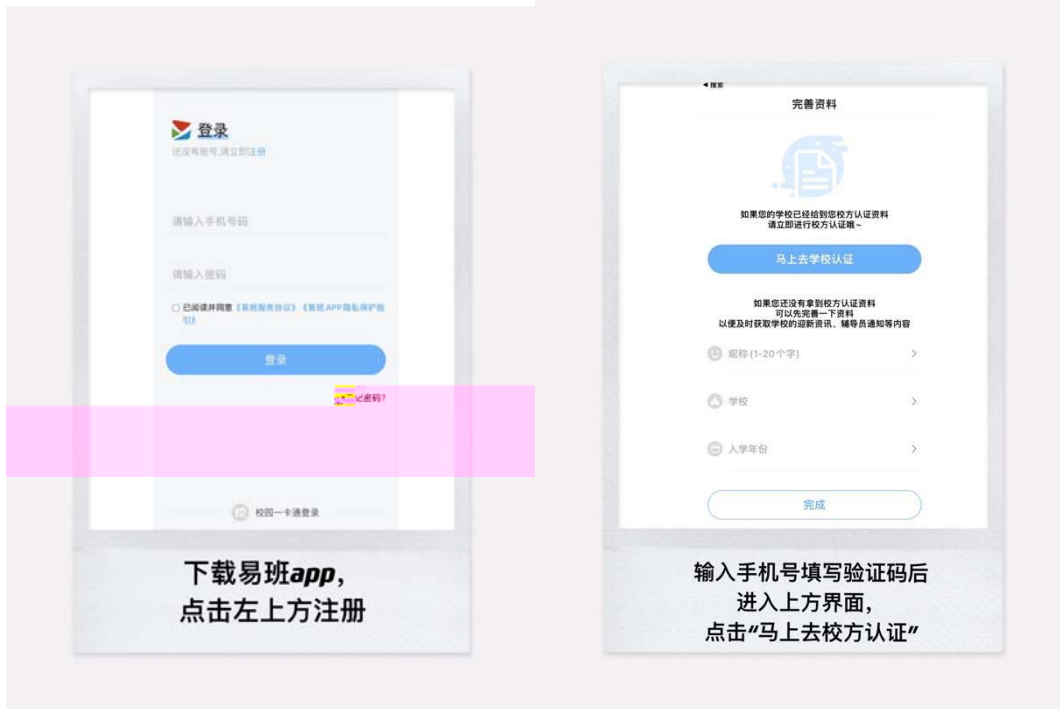 登录
还没有账号,请立即注册
请输入手机号码
请输入密码
已阅读并同意《易班服务协议》《易班APP隐私保护指
引》
登录
记密码?
校园一卡通登录
下载易班app,
点击左上方注册
搜索
完善资料
如果您的学校已经给到您校方认证资料
请立即进行校方认证哦~
马上去学校认证
如果您还没有拿到校方认证资料
可以先完善一下资料
以便及时获取学校的迎新资讯、辅导员通知等内容
昵称(1-20个字)
学校
入学年份
完成
输入手机号填写验证码后
进入上方界面,
点击“马上去校方认证”